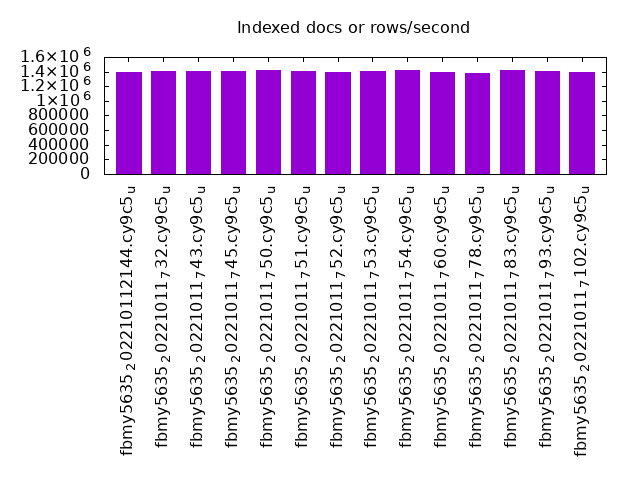 Indexed docs or rows/second
1.6×10⁶
1.4×10⁶
1.2×10⁶
1×10⁶
800000
600000
400000
200000
0
fbmy5635₂02210112144.cy9c5ᵤ
fbmy5635₂0221011₇32.cy9c5ᵤ
fbmy5635₂0221011₇43.cy9c5ᵤ
fbmy5635₂0221011₇45.cy9c5ᵤ
fbmy5635₂0221011₇50.cy9c5ᵤ
fbmy5635₂0221011₇51.cy9c5ᵤ
fbmy5635₂0221011₇52.cy9c5ᵤ
fbmy5635₂0221011₇53.cy9c5ᵤ
fbmy5635₂0221011₇54.cy9c5ᵤ
fbmy5635₂0221011₇60.cy9c5ᵤ
fbmy5635₂0221011₇78.cy9c5ᵤ
fbmy5635₂0221011₇83.cy9c5ᵤ
fbmy5635₂0221011₇93.cy9c5ᵤ
fbmy5635₂0221011₇102.cy9c5ᵤ